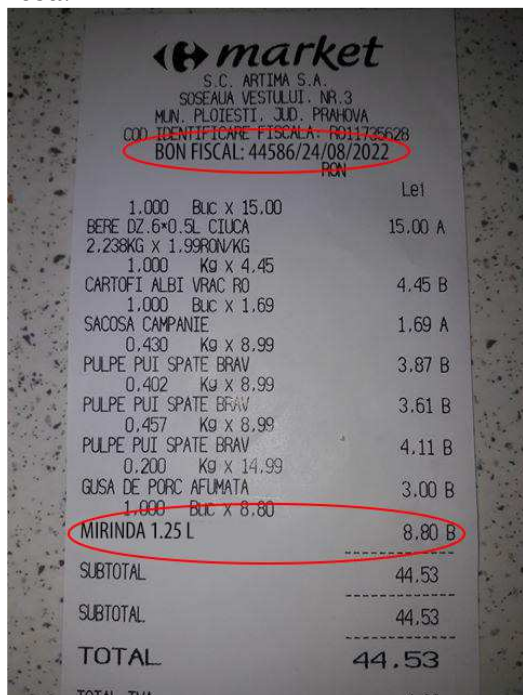 market
S.C. ARTIMA S.A.
SOSEAUA VESTULUI. NR.3
MUN. PLOIESTI. JUD. PRAHOVA
COD IDENTIFICARE FISCALA: RO11735628
BON FISCAL: 44586/24/08/2022
RON
Lei
1.000 Buc x 15.00
BERE DZ.6*0.5L CIUCA 15.00 A
2.238KG X 1.99RON/KG
1.000 Kg x 4.45
CARTOFI ALBI VRAC RO 4.45 B
1.000 Buc x 1.69
SACOSA CAMPANIE 1.69 A
0.430 Kg x 8.99
PULPE PUI SPATE BRAV 3.87 B
0.402 Kg x 8.99
PULPE PUI SPATE BRAV 3.61 B
0.457 Kg x 8.99
PULPE PUI SPATE BRAV 4.11 B
0.200 Kg x 14.99
GUSA DE PORC AFUMATA 3.00 B
1.000 Buc x 8.80
MIRINDA 1.25 L 8.80 B
SUBTOTAL 44.53
SUBTOTAL 44.53
TOTAL 44.53
TOTAL TVA